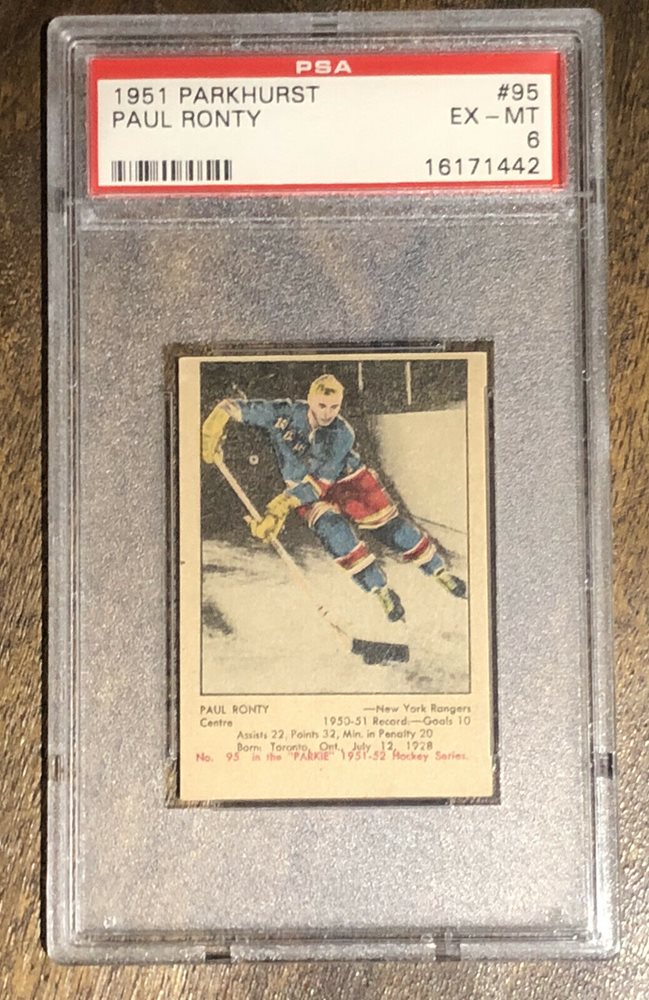 PSA
1951 PARKHURST #95
PAUL RONTY EX - MT
6
16171442
PAUL RONTY —New York Rangers
Centre 1950-51 Record:—Goals 10
Assists 22, Points 32, Min. in Penalty 20
Born: Toronto, Ont., July 12, 1928
No. 95 in the "PARKIE" 1951-52 Hockey Series.